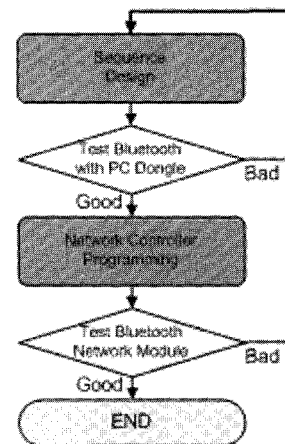 Sequence
Design
Test Bluetooth
with PC Dongle
Bad
Good
Network Controller
Programming
Test Bluetooth
Network Module
Bad
Good
END